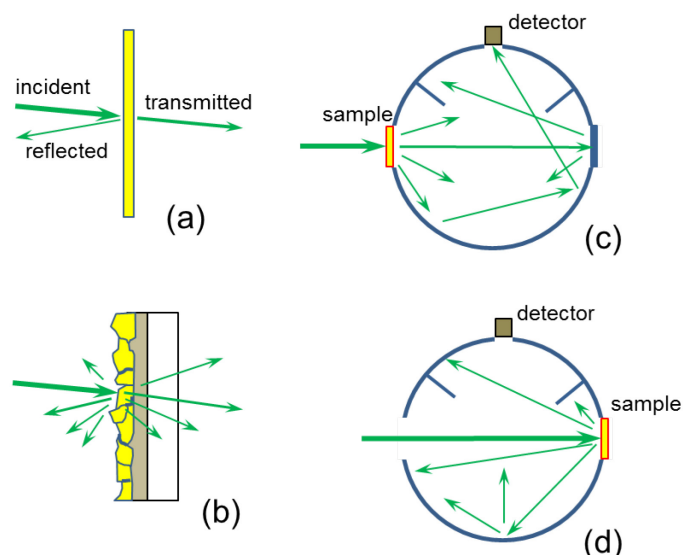 incident
transmitted
reflected
(a)
detector
sample
(c)
(b)
detector
sample
(d)